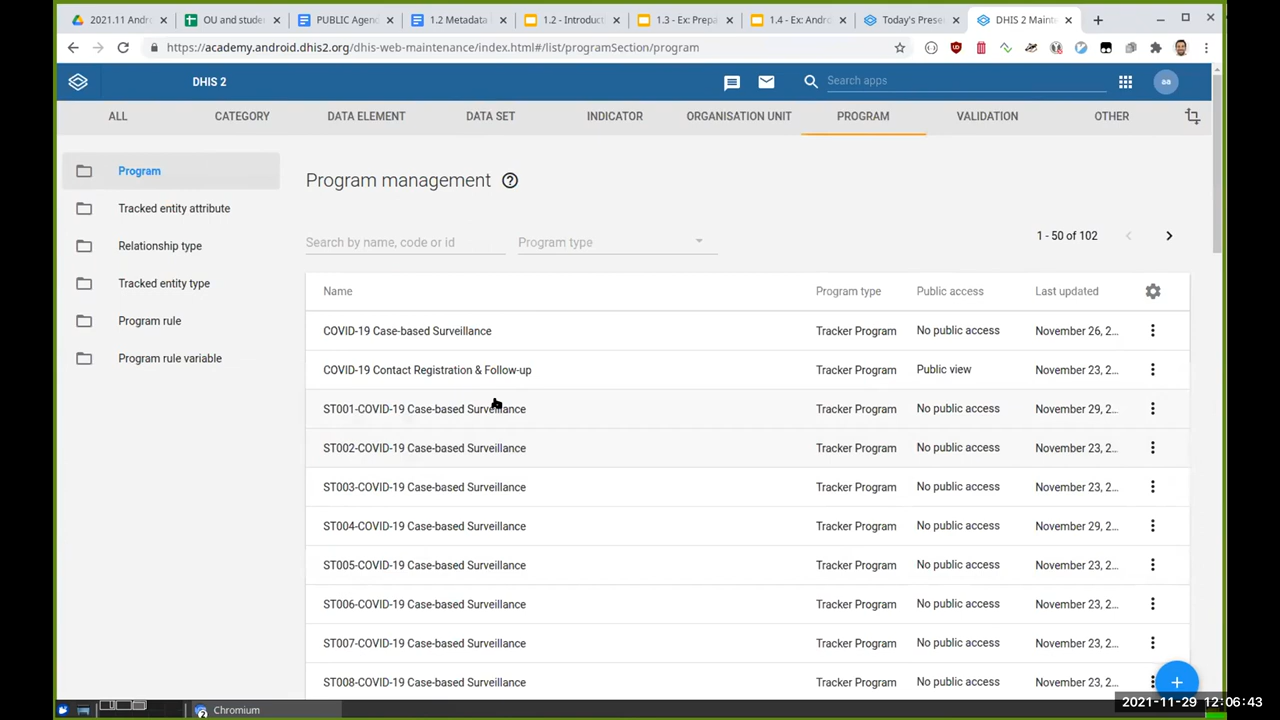 2021.11 Andro
OU and stude
PUBLIC Agen
1.2 Metadata
1.2 - Introduct
1.3 - Ex: Prepa
1.4 - Ex: Andro
Today's Prese
DHIS 2 Maint
https://academy.android.dhis2.org/dhis-web-maintenance/index.html#/list/programSection/program
DHIS 2
Search apps
aa
ALL
CATEGORY
DATA ELEMENT
DATA SET
INDICATOR
ORGANISATION UNIT
PROGRAM
VALIDATION
OTHER
Program
Tracked entity attribute
Relationship type
Tracked entity type
Program rule
Program rule variable
Program management
Search by name, code or id
Program type
1 - 50 of 102
Name Program type Public access Last updated
COVID-19 Case-based Surveillance Tracker Program No public access November 26, 2...
COVID-19 Contact Registration & Follow-up Tracker Program Public view November 23, 2...
ST001-COVID-19 Case-based Surveillance Tracker Program No public access November 29, 2...
ST002-COVID-19 Case-based Surveillance Tracker Program No public access November 23, 2...
ST003-COVID-19 Case-based Surveillance Tracker Program No public access November 23, 2...
ST004-COVID-19 Case-based Surveillance Tracker Program No public access November 29, 2...
ST005-COVID-19 Case-based Surveillance Tracker Program No public access November 23, 2...
ST006-COVID-19 Case-based Surveillance Tracker Program No public access November 23, 2...
ST007-COVID-19 Case-based Surveillance Tracker Program No public access November 23, 2...
ST008-COVID-19 Case-based Surveillance Tracker Program No public access November 23, 2...
2021-11-29 12:06:43
Chromium